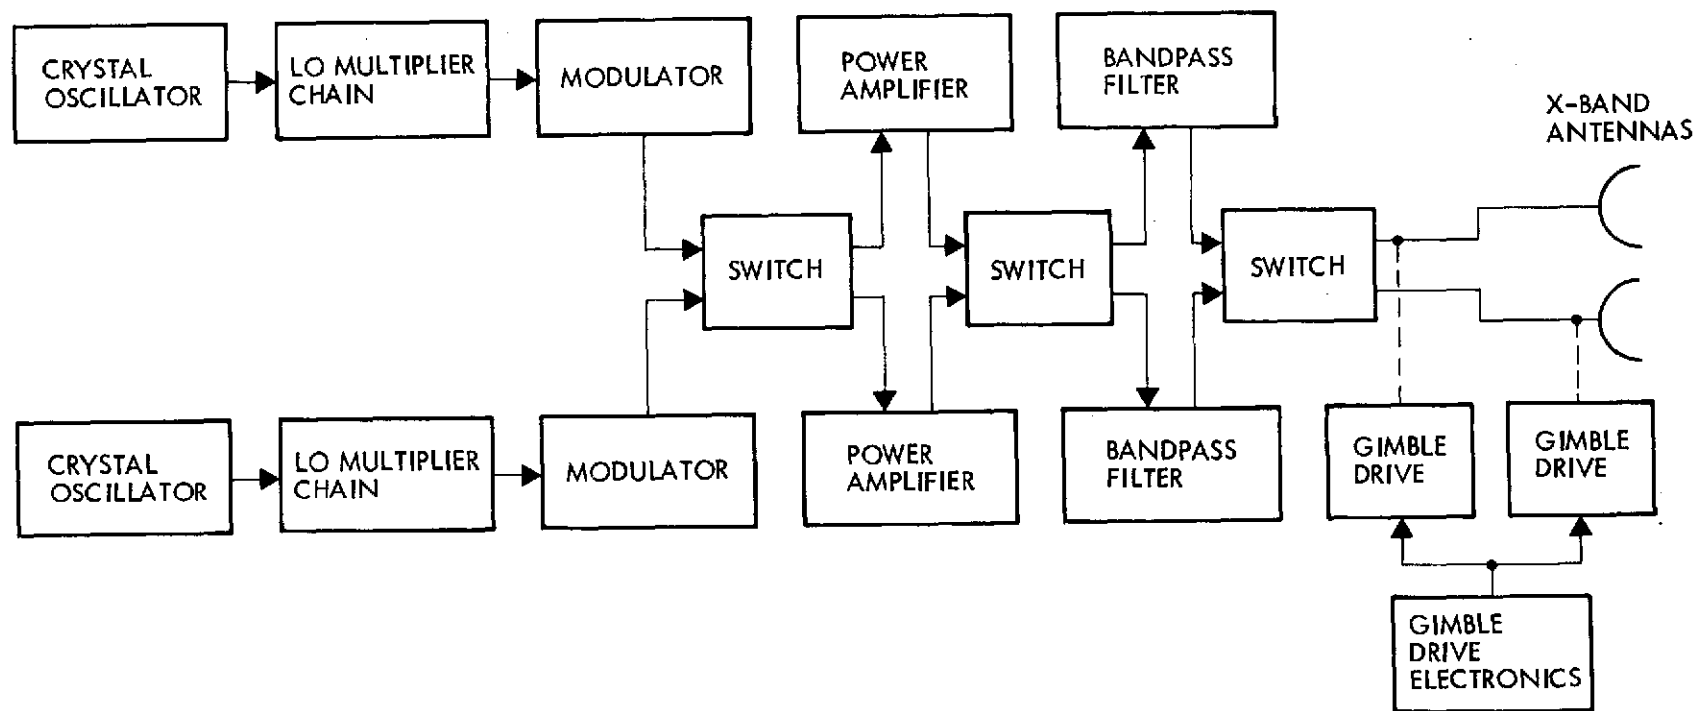 CRYSTAL
OSCILLATOR
LO MULTIPLIER
CHAIN
MODULATOR
POWER
AMPLIFIER
BANDPASS
FILTER
X-BAND
ANTENNAS
SWITCH
SWITCH
SWITCH
CRYSTAL
OSCILLATOR
LO MULTIPLIER
CHAIN
MODULATOR
POWER
AMPLIFIER
BANDPASS
FILTER
GIMBLE
DRIVE
GIMBLE
DRIVE
GIMBLE
DRIVE
ELECTRONICS